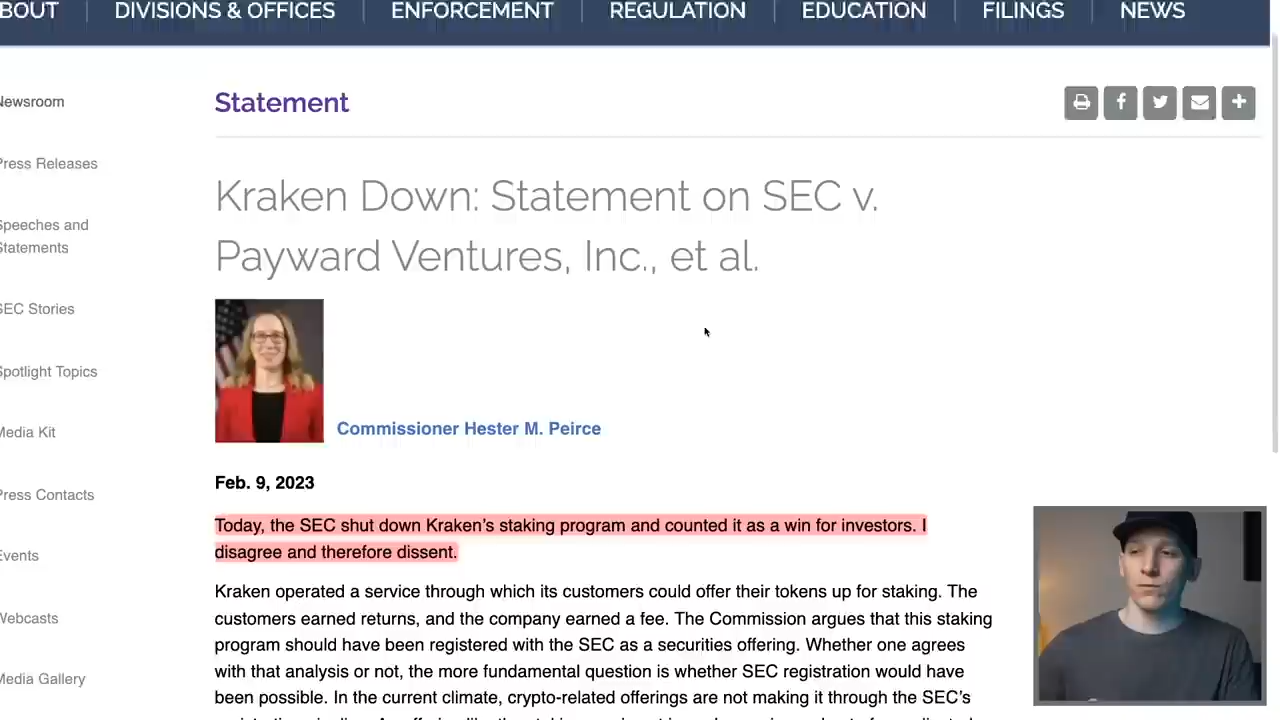 BOUT DIVISIONS & OFFICES ENFORCEMENT REGULATION EDUCATION FILINGS NEWS
Newsroom
Press Releases
Speeches and
Statements
SEC Stories
Spotlight Topics
Media Kit
Press Contacts
Events
Webcasts
Media Gallery
Statement
Kraken Down: Statement on SEC v.
Payward Ventures, Inc., et al.
Commissioner Hester M. Peirce
Feb. 9, 2023
Today, the SEC shut down Kraken’s staking program and counted it as a win for investors. I
disagree and therefore dissent.
Kraken operated a service through which its customers could offer their tokens up for staking. The
customers earned returns, and the company earned a fee. The Commission argues that this staking
program should have been registered with the SEC as a securities offering. Whether one agrees
with that analysis or not, the more fundamental question is whether SEC registration would have
been possible. In the current climate, crypto-related offerings are not making it through the SEC’s